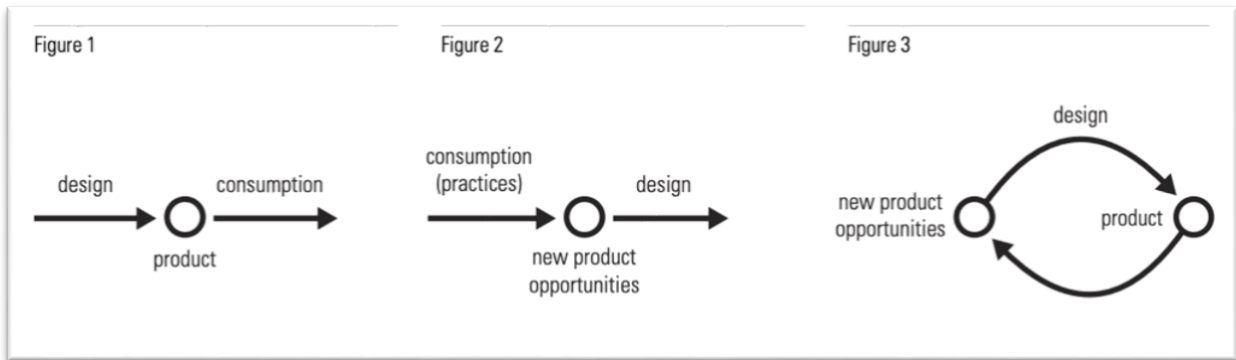 Figure 1
design
consumption
product
Figure 2
consumption
(practices)
design
new product
opportunities
Figure 3
design
new product
opportunities
product